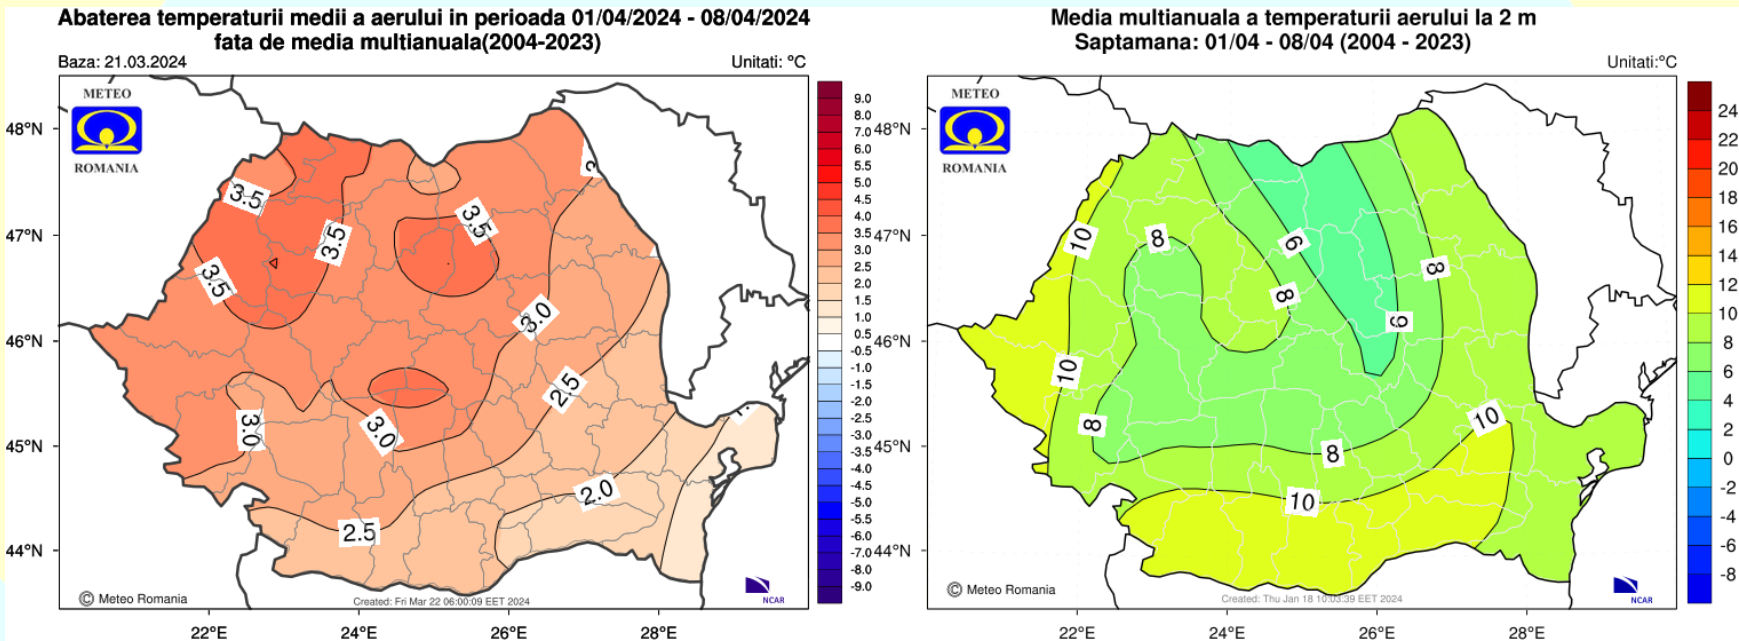 Abaterea temperaturii medii a aerului in perioada 01/04/2024 - 08/04/2024
fata de media multianuala(2004-2023)
Baza: 21.03.2024
Unitati: °C
METEO
ROMANIA
48°N
47°N
46°N
45°N
44°N
3.5
3.5
3.5
3.5
3.0
2.5
3.0
3.0
2.0
2.5
9.0
8.0
7.0
6.0
5.5
5.0
4.5
4.0
3.5
3.0
2.5
2.0
1.5
1.0
0.5
-0.5
-1.0
-1.5
-2.0
-2.5
-3.0
-3.5
-4.0
-4.5
-5.0
-5.5
-6.0
-7.0
-8.0
-9.0
© Meteo Romania
Created: Fri Mar 22 06:00:09 EET 2024
NCAR
22°E
24°E
26°E
28°E
Media multianuala a temperaturii aerului la 2 m
Saptamana: 01/04 - 08/04 (2004 - 2023)
Unitati:°C
METEO
ROMANIA
48°N
47°N
46°N
45°N
44°N
10
8
6
8
8
6
10
8
10
8
10
24
22
20
18
16
14
12
10
8
6
4
2
0
-2
-4
-6
-8
© Meteo Romania
Created: Thu Jan 18 10:03:39 EET 2024
NCAR
22°E
24°E
26°E
28°E